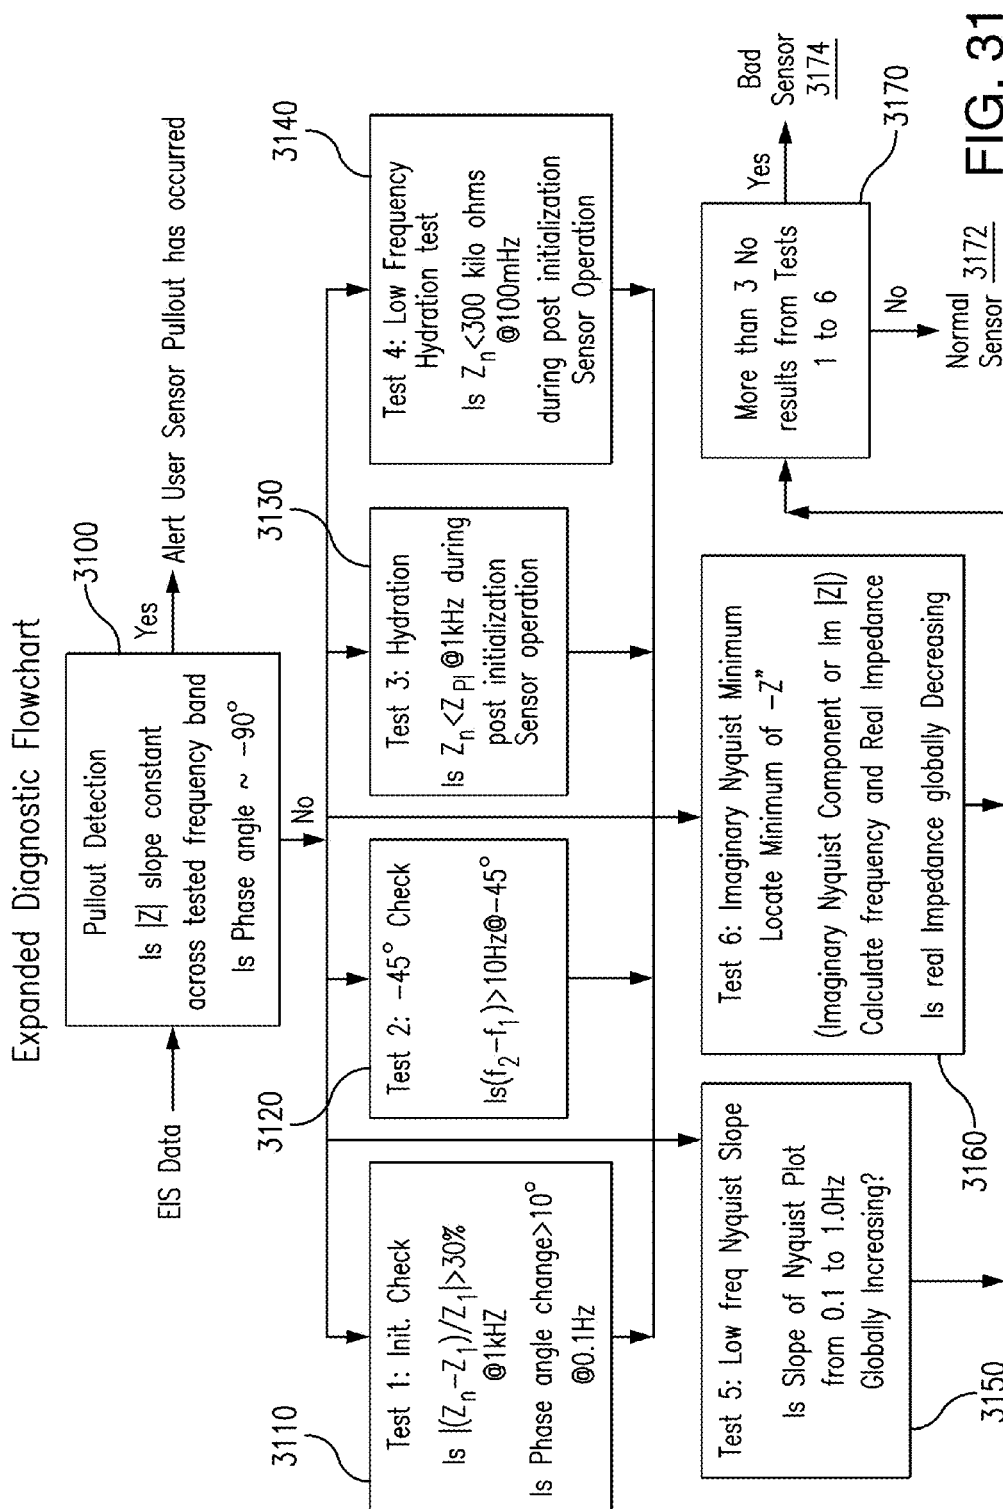 Expanded Diagnostic Flowchart
EIS Data
Pullout Detection
Is |Z| slope constant
across tested frequency band
Is Phase angle ~ -90°
3100
Yes
Alert User Sensor Pullout has occurred
No
3110
Test 1: Init. Check
Is |(Zn-Z1)/Z1|>30%
@1kHZ
Is Phase angle change>10°
@0.1Hz
3120
Test 2: -45° Check
Is(f2-f1)>10Hz@-45°
3130
Test 3: Hydration
Is Zn<ZPI @1kHz during
post initialization
Sensor operation
3140
Test 4: Low Frequency
Hydration test
Is Zn<300 kilo ohms
@100mHz
during post initialization
Sensor Operation
Test 5: Low freq Nyquist Slope
Is Slope of Nyquist Plot
from 0.1 to 1.0Hz
Globally Increasing?
3150
Test 6: Imaginary Nyquist Minimum
Locate Minimum of -Z"
(Imaginary Nyquist Component or Im |Z|)
Calculate frequency and Real Impedance
Is real Impedance globally Decreasing
3160
More than 3 No
results from Tests
1 to 6
3170
Yes
Bad
Sensor
3174
No
Normal
Sensor 3172
FIG. 31